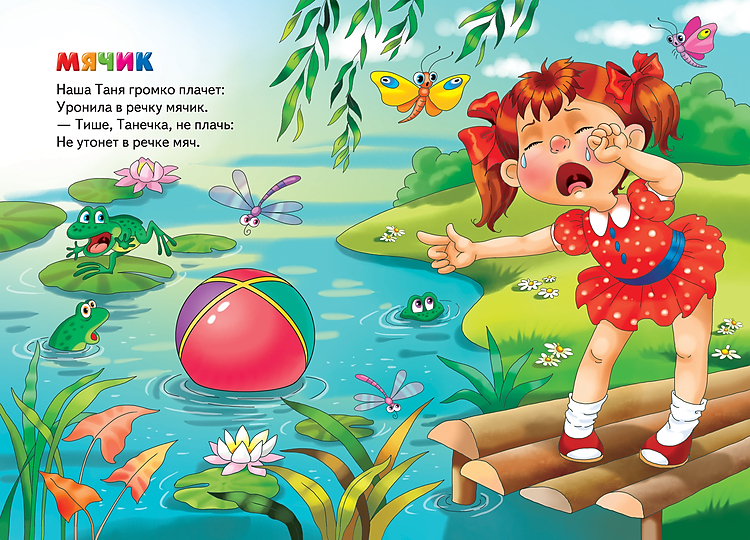 МЯЧИК
Наша Таня громко плачет:
Уронила в речку мячик.
— Тише, Танечка, не плачь:
Не утонет в речке мяч.